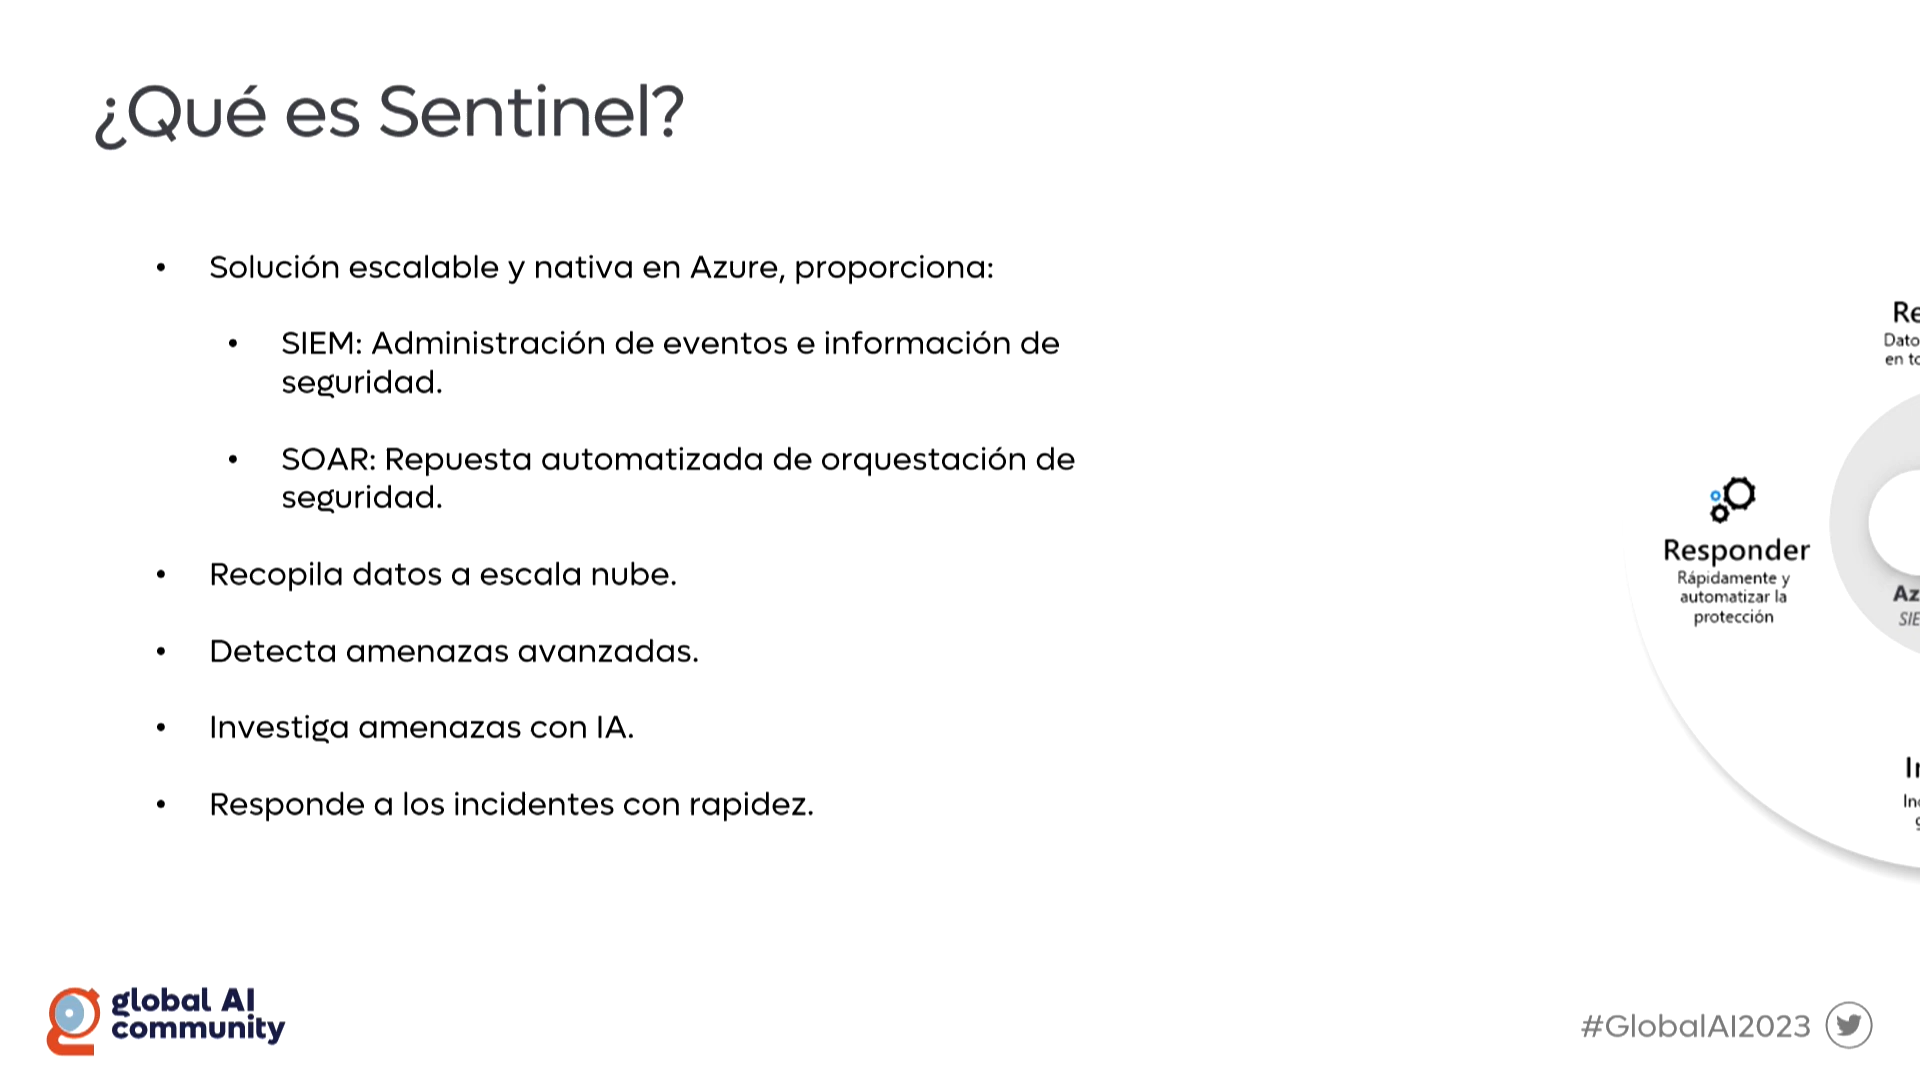 ¿Qué es Sentinel?
• Solución escalable y nativa en Azure, proporciona:
• SIEM: Administración de eventos e información de
seguridad.
• SOAR: Repuesta automatizada de orquestación de
seguridad.
• Recopila datos a escala nube.
• Detecta amenazas avanzadas.
• Investiga amenazas con IA.
• Responde a los incidentes con rapidez.
Responder
Rápidamente y
automatizar la
protección
global AI
community
#GlobalAI2023